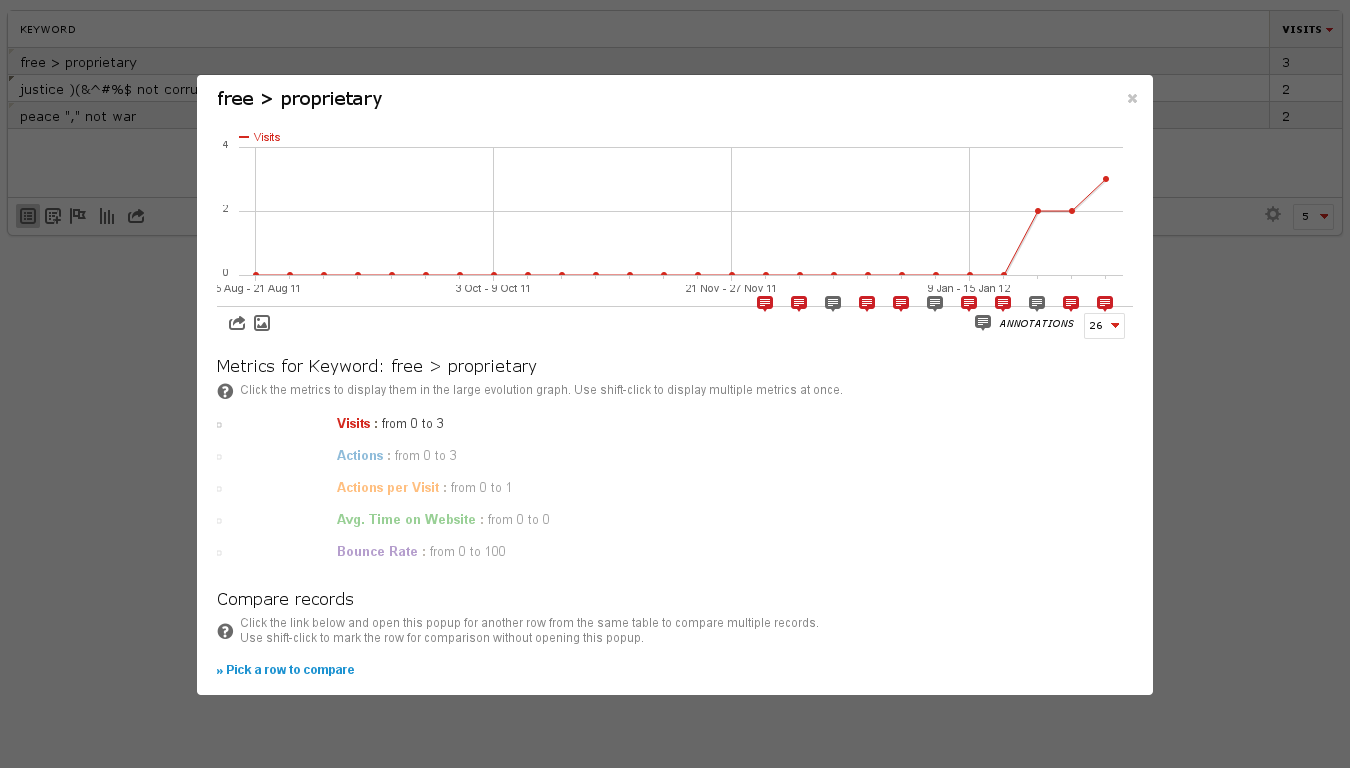 KEYWORD VISITS
free > proprietary 3
justice )(&^#%$ not corru 2
peace "," not war 2
5
free > proprietary
Visits
4
2
0
5 Aug - 21 Aug 11 3 Oct - 9 Oct 11 21 Nov - 27 Nov 11 9 Jan - 15 Jan 12
ANNOTATIONS 26
Metrics for Keyword: free > proprietary
Click the metrics to display them in the large evolution graph. Use shift-click to display multiple metrics at once.
Visits : from 0 to 3
Actions : from 0 to 3
Actions per Visit : from 0 to 1
Avg. Time on Website : from 0 to 0
Bounce Rate : from 0 to 100
Compare records
Click the link below and open this popup for another row from the same table to compare multiple records.
Use shift-click to mark the row for comparison without opening this popup.
» Pick a row to compare